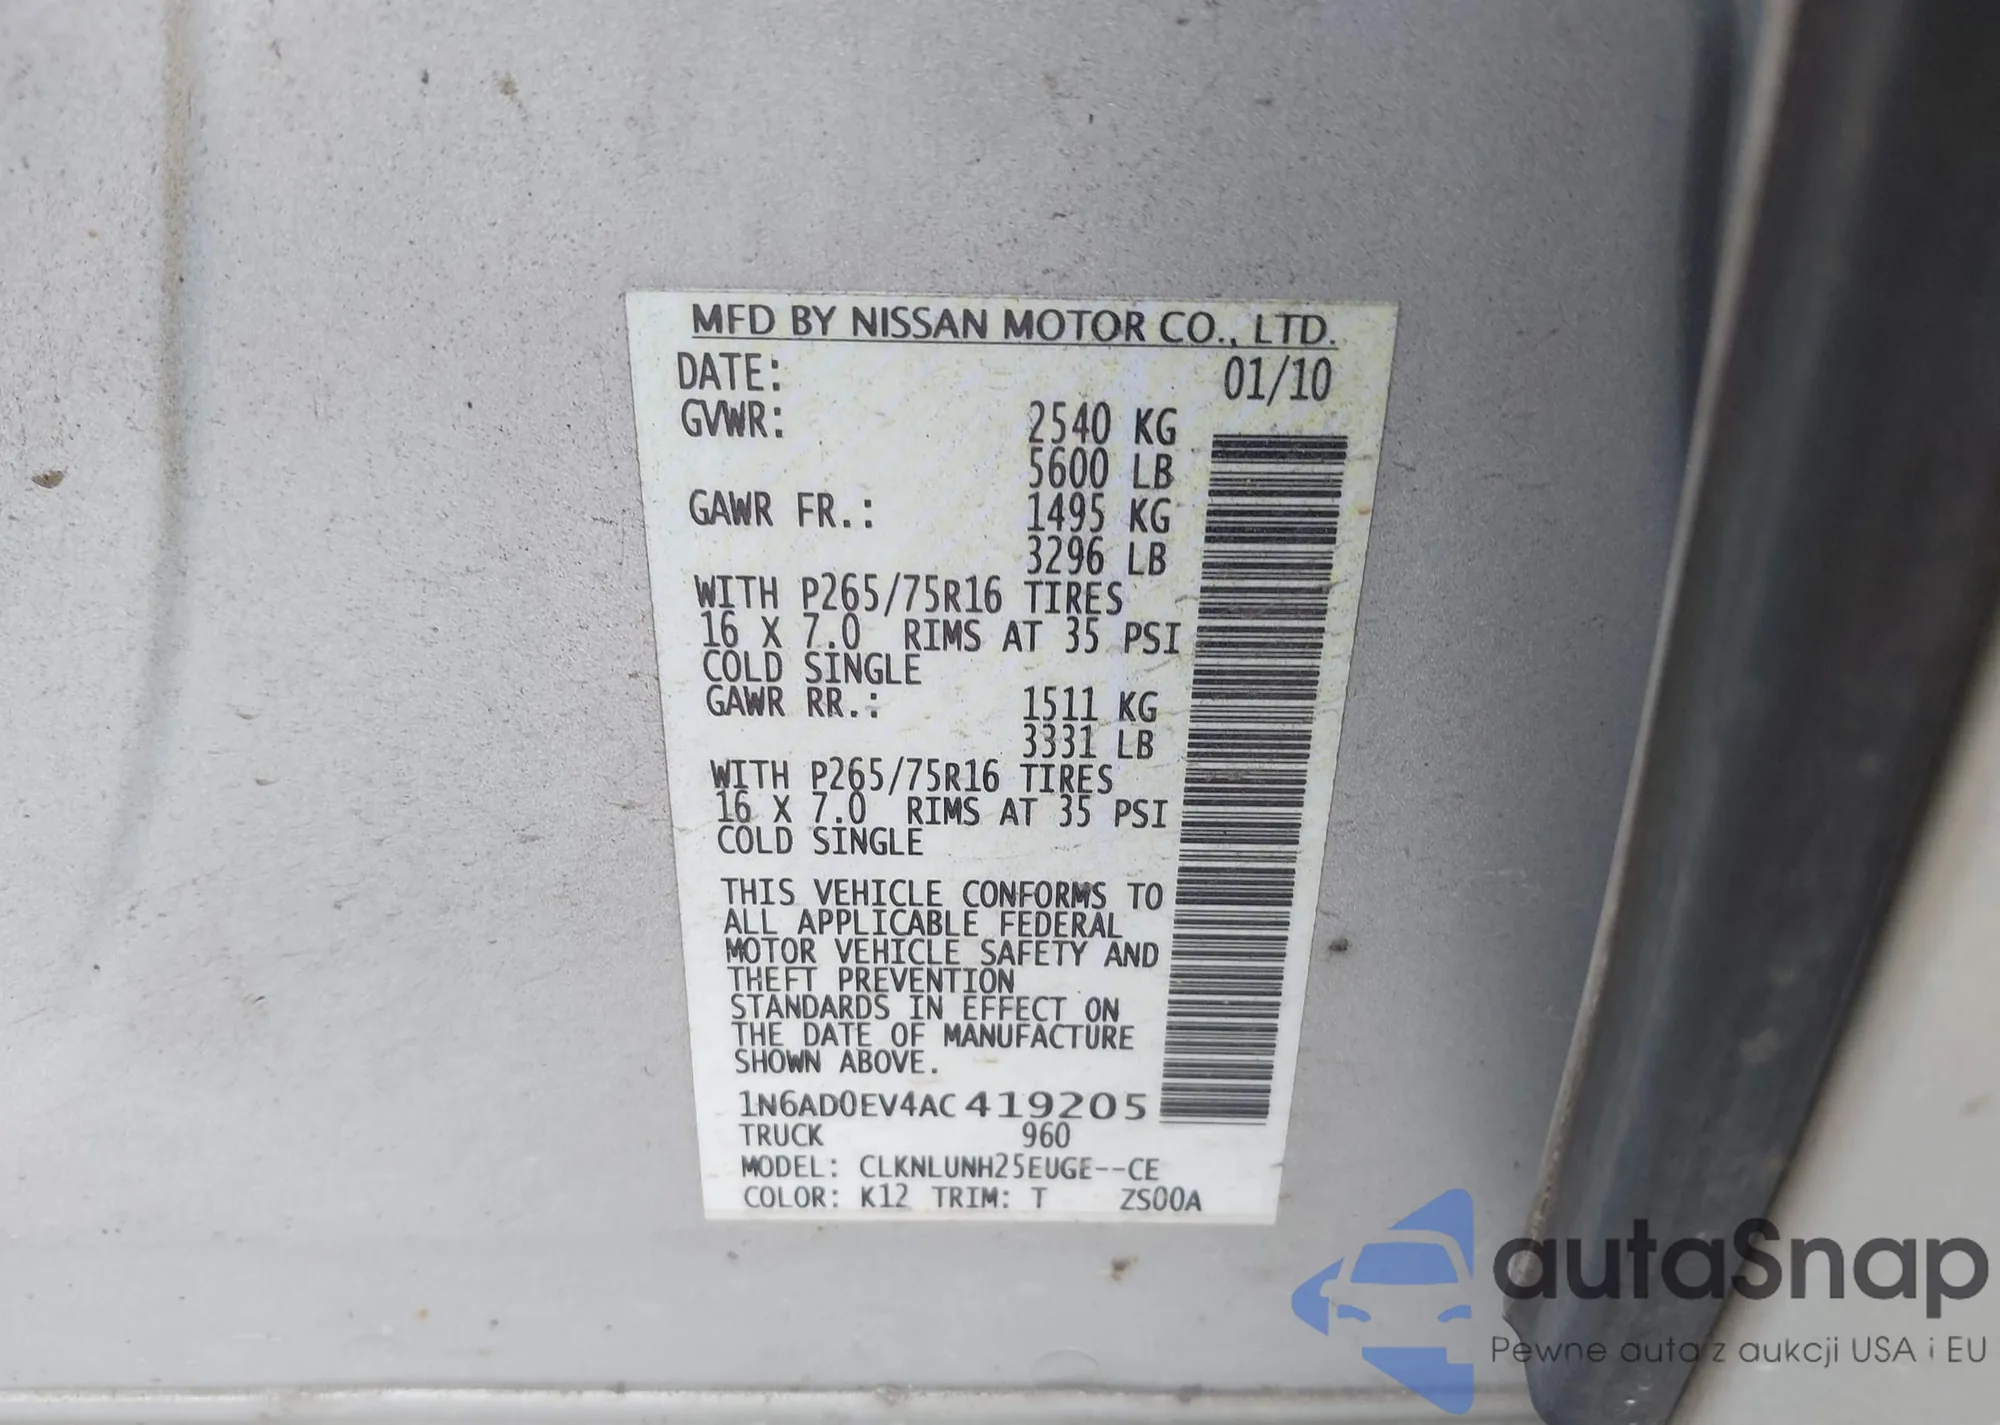 MFD BY NISSAN MOTOR CO., LTD.
DATE: 01/10
GVWR: 2540 KG
5600 LB
GAWR FR.: 1495 KG
3296 LB
WITH P265/75R16 TIRES
16 X 7.0 RIMS AT 35 PSI
COLD SINGLE
GAWR RR.: 1511 KG
3331 LB
WITH P265/75R16 TIRES
16 X 7.0 RIMS AT 35 PSI
COLD SINGLE
THIS VEHICLE CONFORMS TO
ALL APPLICABLE FEDERAL
MOTOR VEHICLE SAFETY AND
THEFT PREVENTION
STANDARDS IN EFFECT ON
THE DATE OF MANUFACTURE
SHOWN ABOVE.
1N6AD0EV4AC419205
TRUCK 960
MODEL: CLKNLUNH25EUGE--CE
COLOR: K12 TRIM: T ZS00A
autaSnap
Pewne auta z aukcji USA i EU